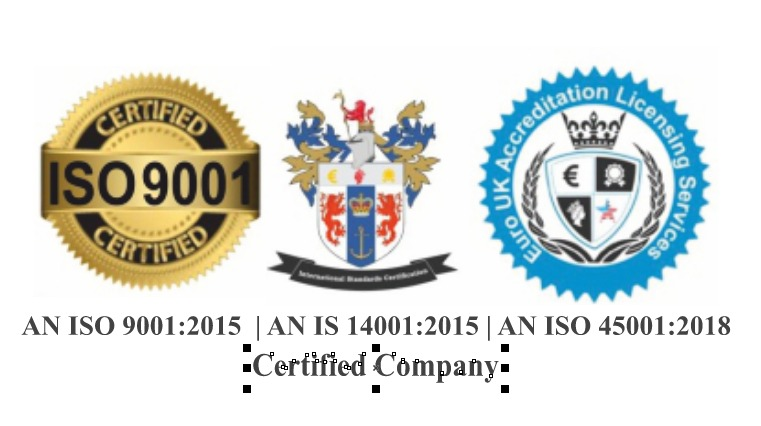 CERTIFIED
ISO 9001
CERTIFIED
International Standards Certification
Euro UK Accreditation Licensing Services
AN ISO 9001:2015 | AN IS 14001:2015 | AN ISO 45001:2018
Certified Company